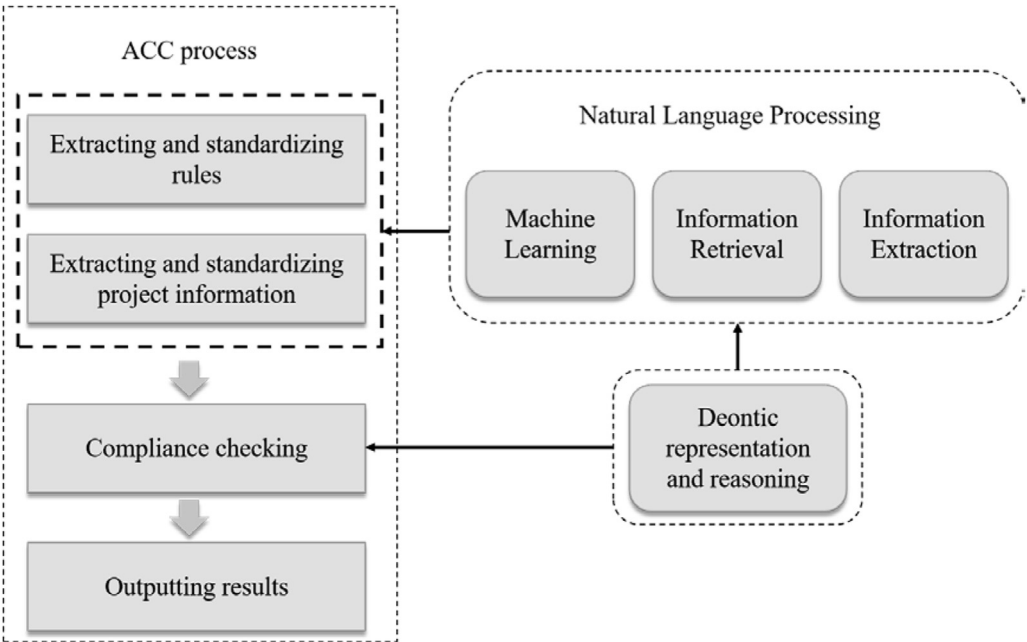 ACC process
Extracting and standardizing
rules
Extracting and standardizing
project information
Compliance checking
Outputting results
Natural Language Processing
Machine
Learning
Information
Retrieval
Information
Extraction
Deontic
representation
and reasoning